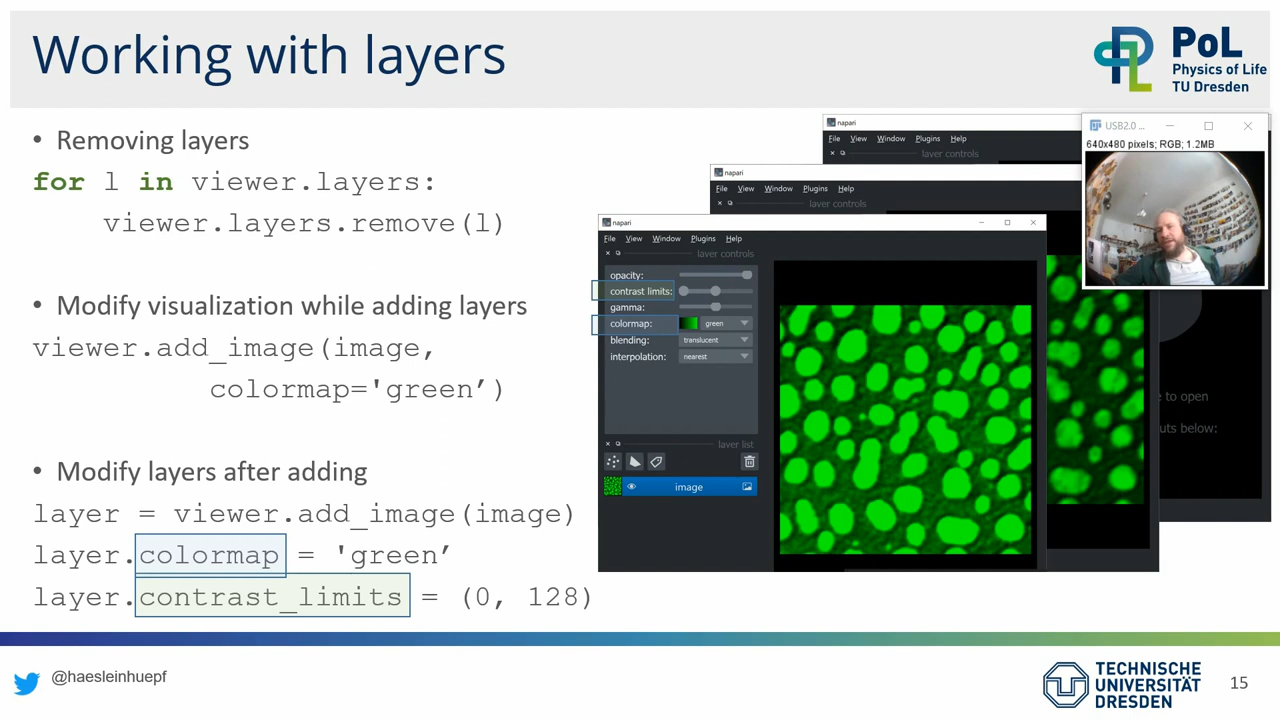 Working with layers
PoL
Physics of Life
TU Dresden
• Removing layers
for l in viewer.layers:
viewer.layers.remove(l)
• Modify visualization while adding layers
viewer.add_image(image,
colormap='green’)
• Modify layers after adding
layer = viewer.add_image(image)
layer.colormap = 'green’
layer.contrast_limits = (0, 128)
napari
File View Window Plugins Help
layer controls
napari
File View Window Plugins Help
layer controls
napari
File View Window Plugins Help
layer controls
opacity:
contrast limits:
gamma:
colormap: green
blending: translucent
interpolation: nearest
layer list
image
to open
uts below:
USB2.0 ...
640x480 pixels; RGB; 1.2MB
@haesleinhuepf
TECHNISCHE
UNIVERSITÄT
DRESDEN
15